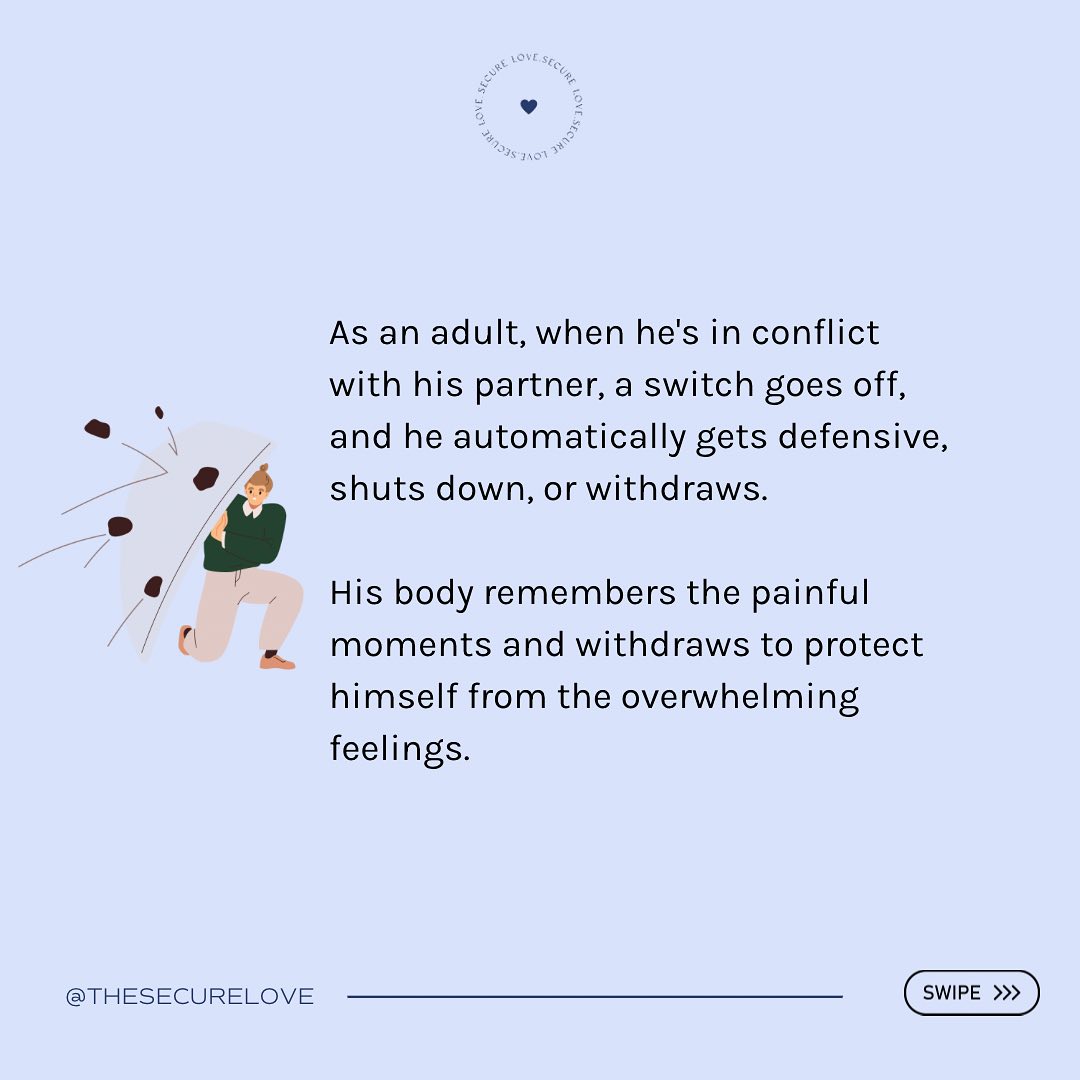 SECURE LOVE.SECURE LOVE.SECURE LOVE.SECURE LOVE.
As an adult, when he's in conflict
with his partner, a switch goes off,
and he automatically gets defensive,
shuts down, or withdraws.
His body remembers the painful
moments and withdraws to protect
himself from the overwhelming
feelings.
@THESECURELOVE
SWIPE >>>